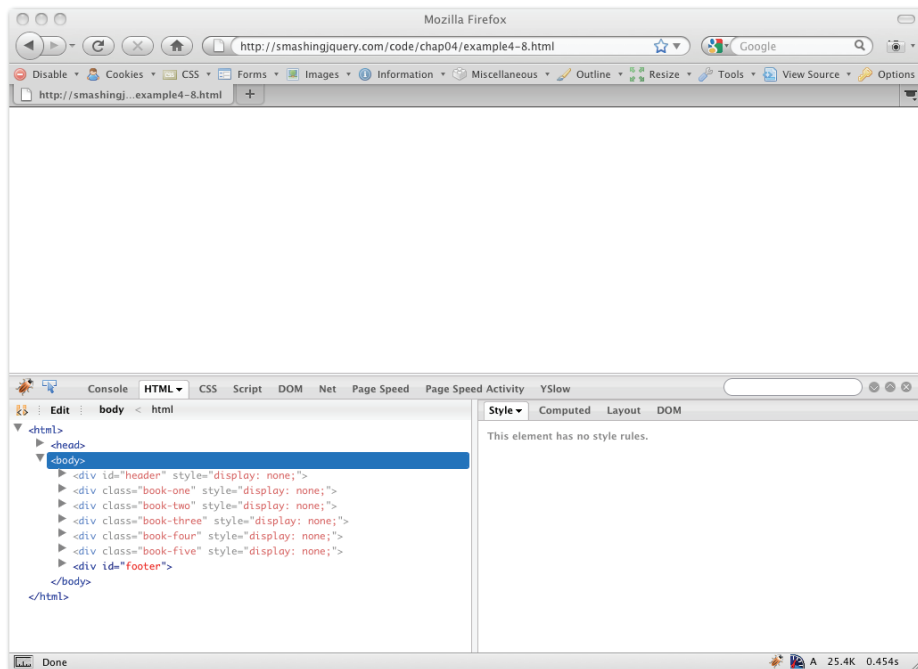 Mozilla Firefox
http://smashingjquery.com/code/chap04/example4-8.html
Google
Disable Cookies CSS Forms Images Information Miscellaneous Outline Resize Tools View Source Options
http://smashingj...example4-8.html +
Console HTML CSS Script DOM Net Page Speed Page Speed Activity YSlow
Edit body < html
Style Computed Layout DOM
This element has no style rules.
<html>
<head>
<body>
<div id="header" style="display: none;">
<div class="book-one" style="display: none;">
<div class="book-two" style="display: none;">
<div class="book-three" style="display: none;">
<div class="book-four" style="display: none;">
<div class="book-five" style="display: none;">
<div id="footer">
</body>
</html>
Done
A 25.4K 0.454s